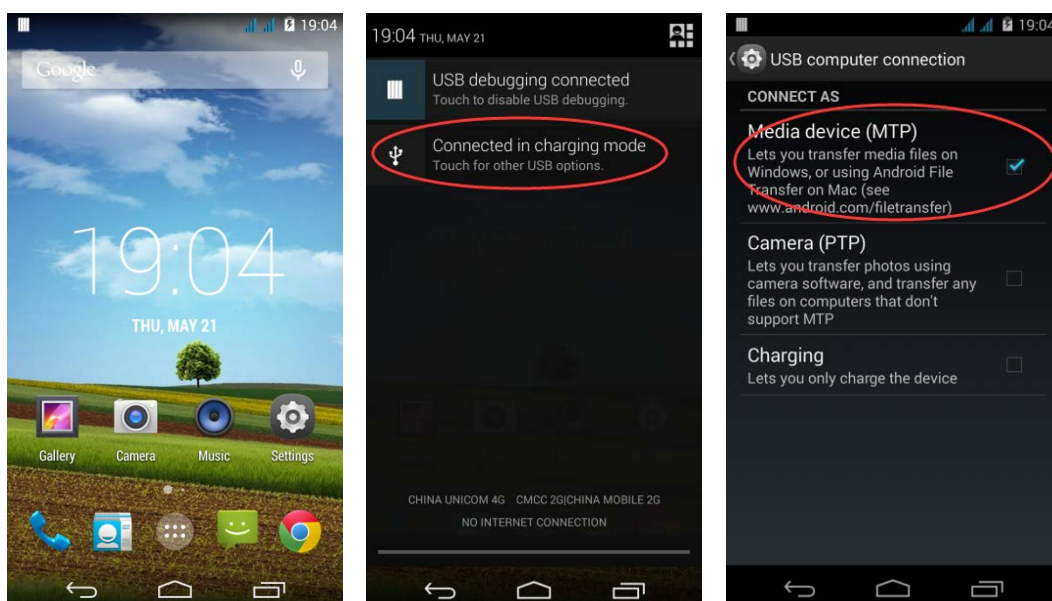 19:04
Google
19:04
THU, MAY 21
Gallery
Camera
Music
Settings
19:04 THU, MAY 21
USB debugging connected
Touch to disable USB debugging.
Connected in charging mode
Touch for other USB options.
CHINA UNICOM 4G CMCC 2G|CHINA MOBILE 2G
NO INTERNET CONNECTION
19:04
USB computer connection
CONNECT AS
Media device (MTP)
Lets you transfer media files on
Windows, or using Android File
Transfer on Mac (see
www.android.com/filetransfer)
Camera (PTP)
Lets you transfer photos using
camera software, and transfer any
files on computers that don't
support MTP
Charging
Lets you only charge the device